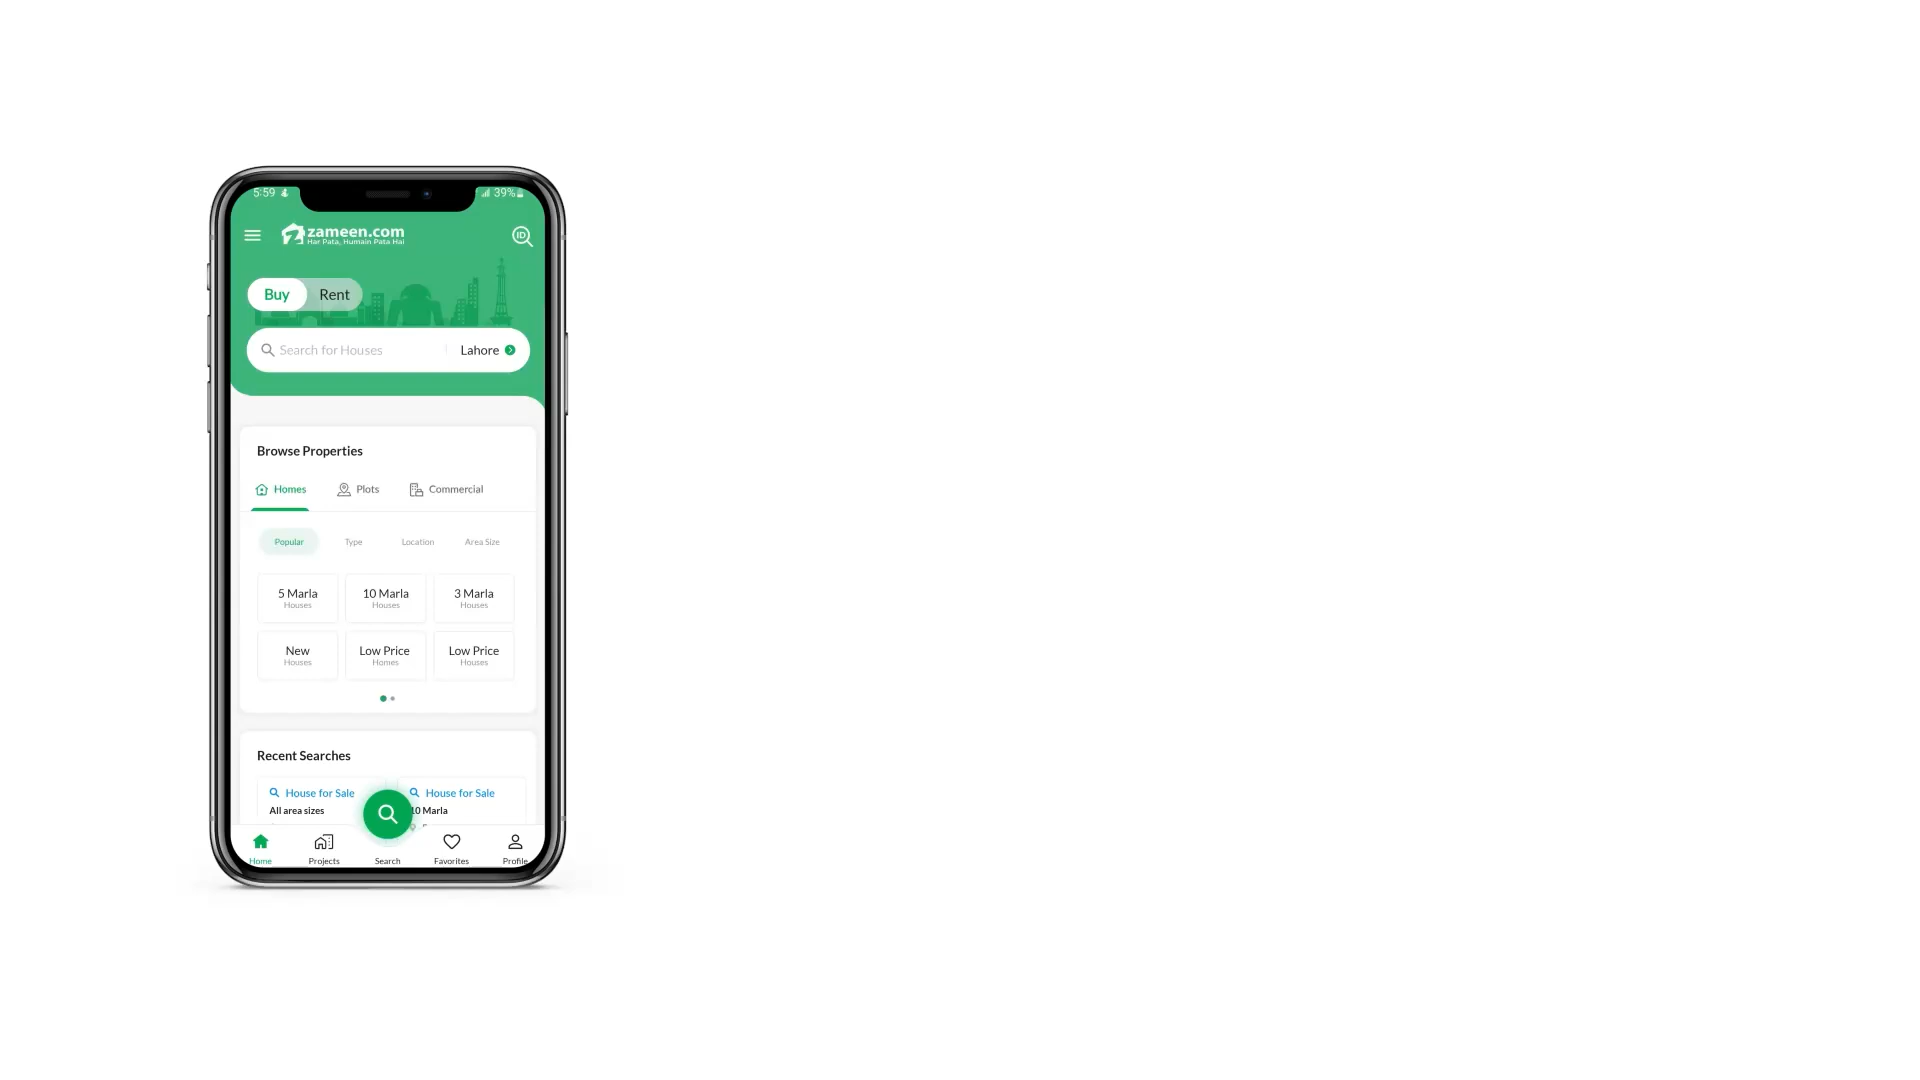 5:59
39%
zameen.com
Har Pata, Humain Pata Hai
ID
Buy Rent
Search for Houses Lahore
Browse Properties
Homes Plots Commercial
Popular Type Location Area Size
5 Marla 10 Marla 3 Marla
Houses Houses Houses
New Low Price Low Price
Houses Homes Houses
Recent Searches
House for Sale House for Sale
All area sizes 10 Marla
Home Projects Search Favorites Profile